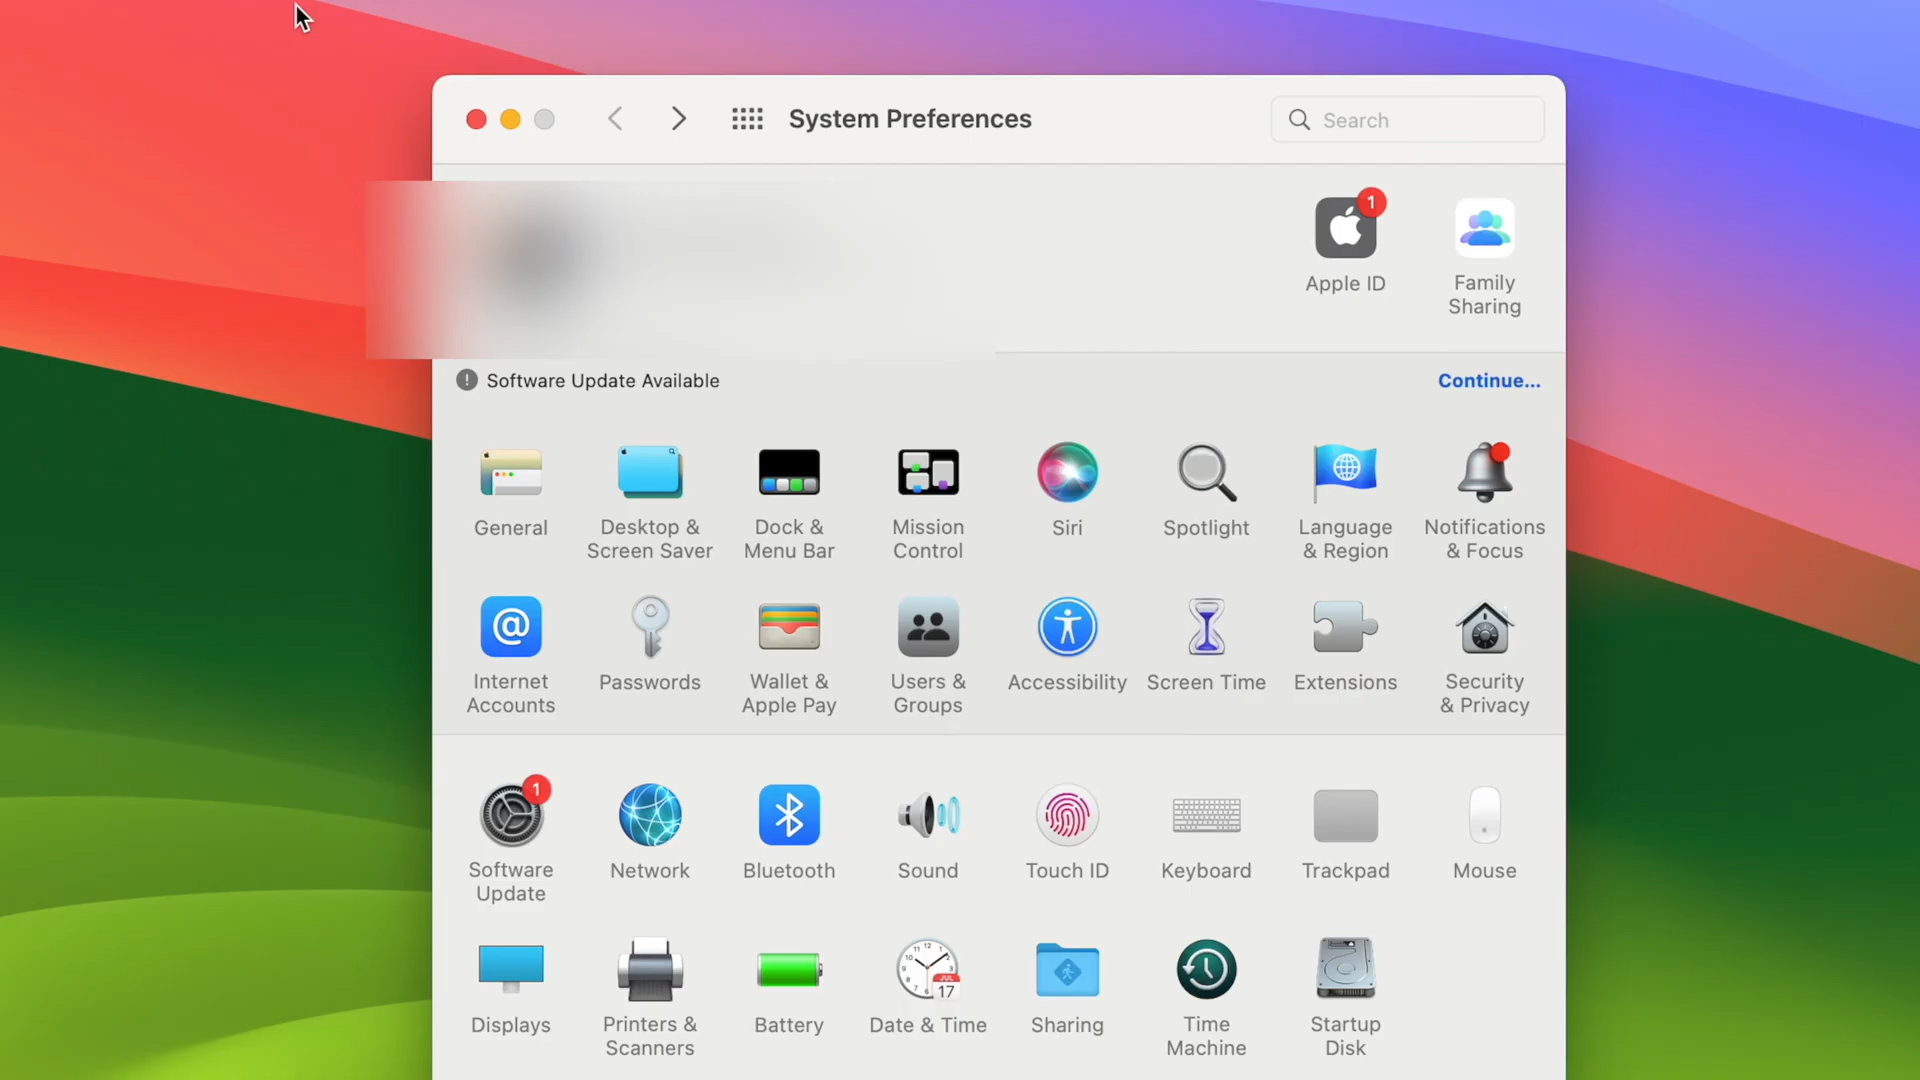 System Preferences
Search
1
Apple ID
Family
Sharing
! Software Update Available
Continue...
General
Desktop &
Screen Saver
Dock &
Menu Bar
Mission
Control
Siri
Spotlight
Language
& Region
Notifications
& Focus
@
Internet
Accounts
Passwords
Wallet &
Apple Pay
Users &
Groups
Accessibility
Screen Time
Extensions
Security
& Privacy
1
Software
Update
Network
Bluetooth
Sound
Touch ID
Keyboard
Trackpad
Mouse
Displays
Printers &
Scanners
Battery
JUL
17
Date & Time
Sharing
Time
Machine
Startup
Disk